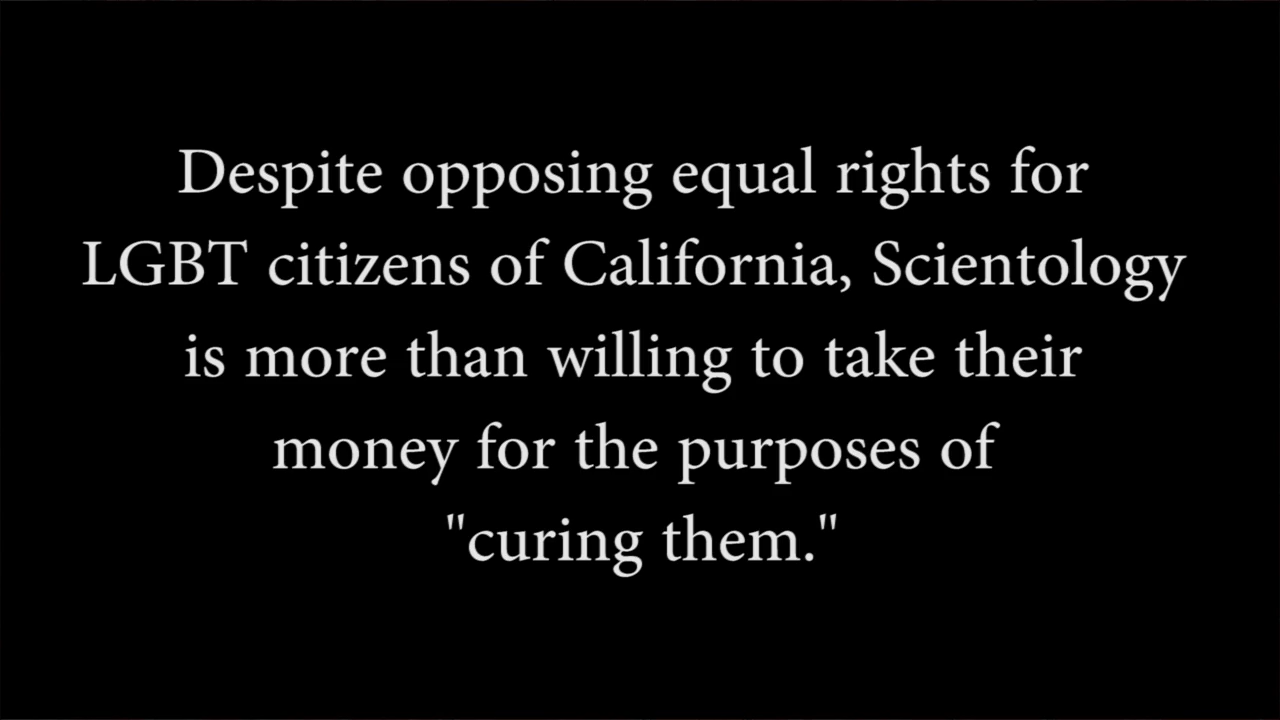 Despite opposing equal rights for
LGBT citizens of California, Scientology
is more than willing to take their
money for the purposes of
"curing them."